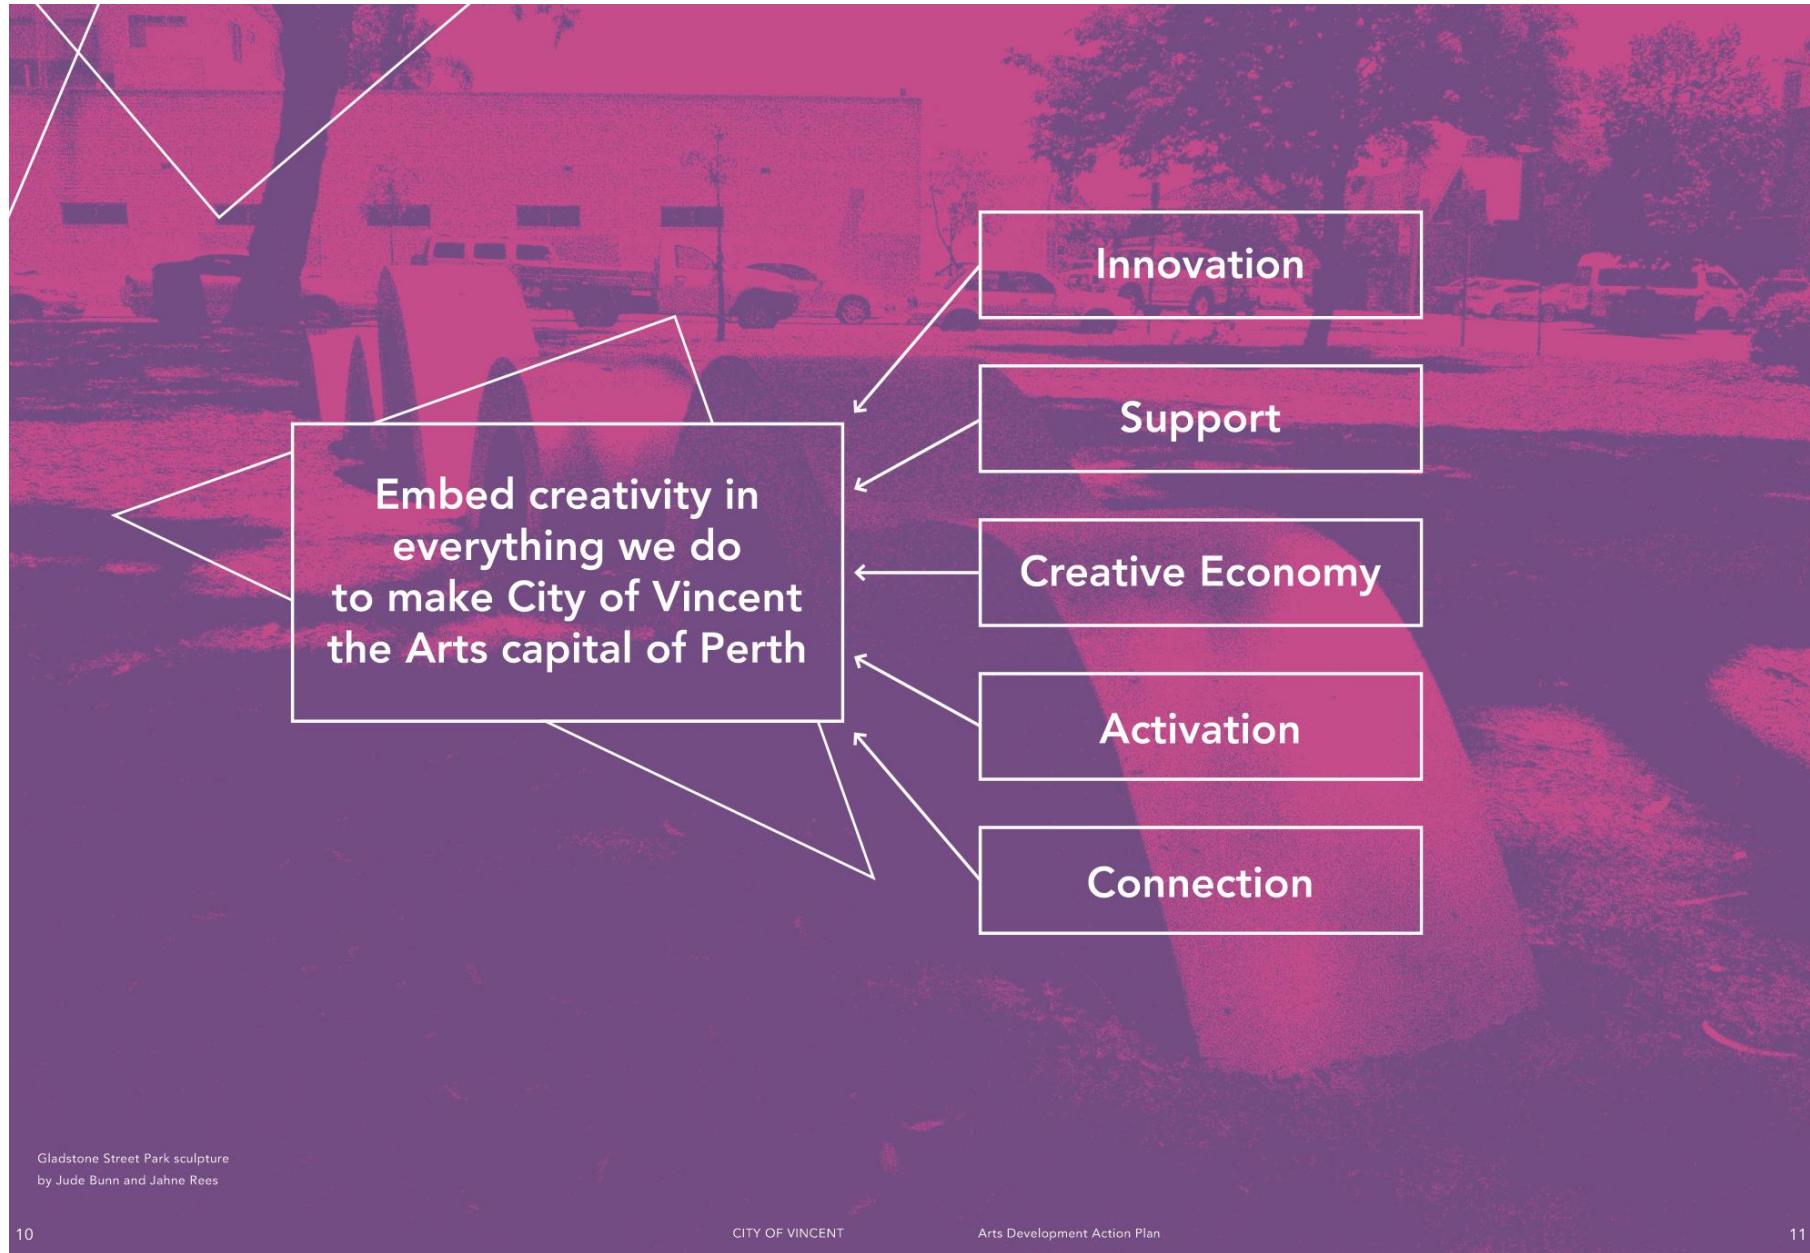 Embed creativity in
everything we do
to make City of Vincent
the Arts capital of Perth
Innovation
Support
Creative Economy
Activation
Connection
Gladstone Street Park sculpture
by Jude Bunn and Jahne Rees
10
CITY OF VINCENT
Arts Development Action Plan
11